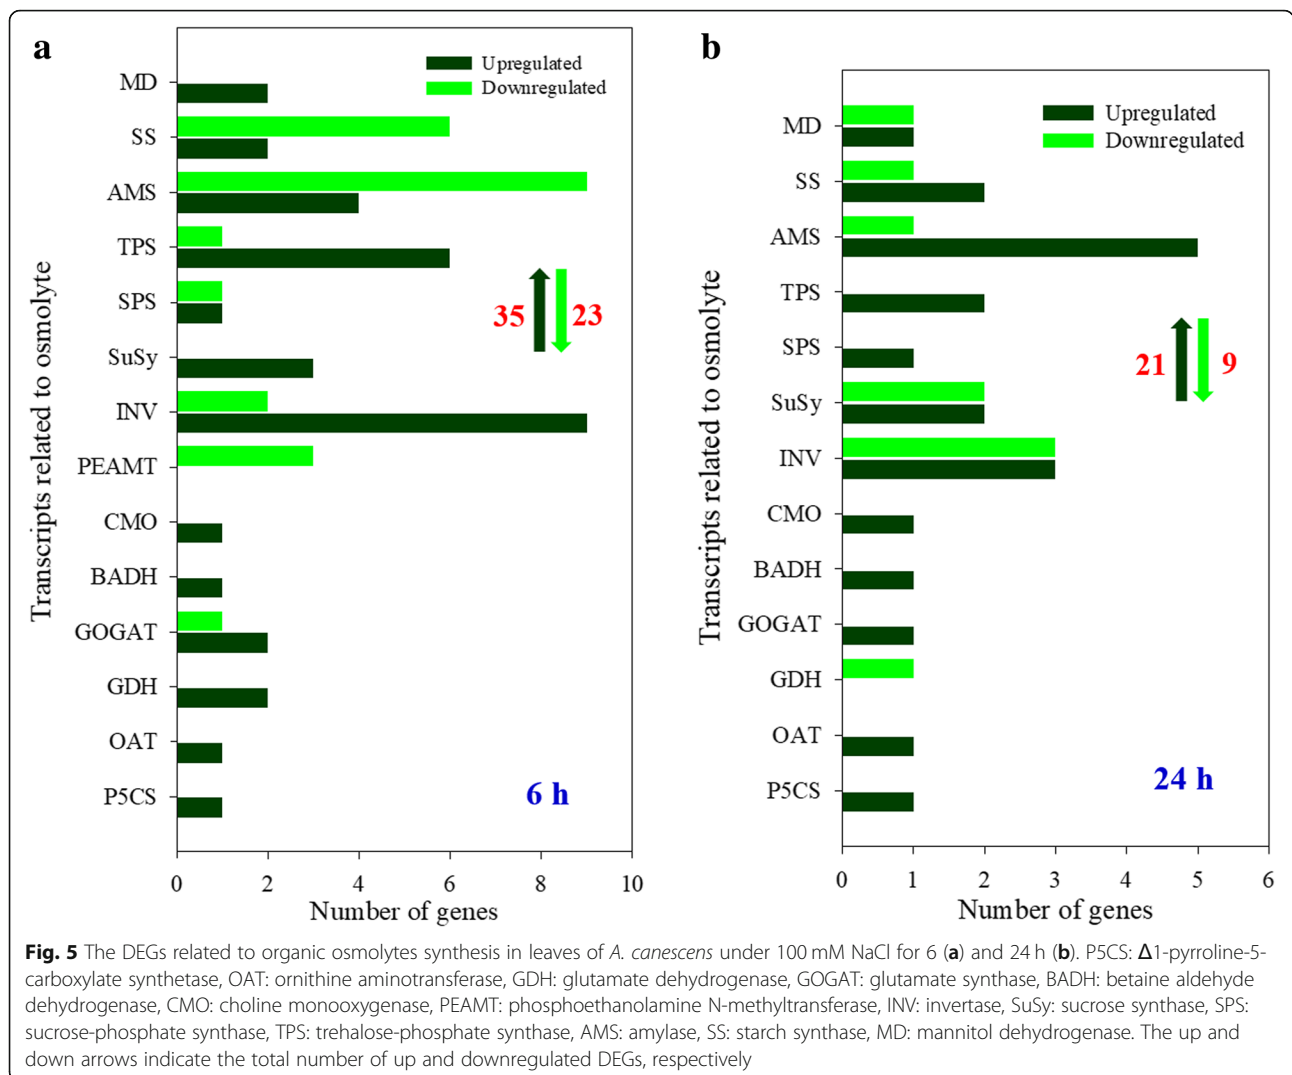 a
Upregulated
Downregulated
MD
SS
AMS
TPS
SPS
SuSy
INV
PEAMT
CMO
BADH
GOGAT
GDH
OAT
P5CS
Transcripts related to osmolyte
35 23
6 h
0 2 4 6 8 10
Number of genes
b
Upregulated
Downregulated
MD
SS
AMS
TPS
SPS
SuSy
INV
CMO
BADH
GOGAT
GDH
OAT
P5CS
Transcripts related to osmolyte
21 9
24 h
0 1 2 3 4 5 6
Number of genes
Fig. 5 The DEGs related to organic osmolytes synthesis in leaves of A. canescens under 100 mM NaCl for 6 (a) and 24 h (b). P5CS: Δ1-pyrroline-5-
carboxylate synthetase, OAT: ornithine aminotransferase, GDH: glutamate dehydrogenase, GOGAT: glutamate synthase, BADH: betaine aldehyde
dehydrogenase, CMO: choline monooxygenase, PEAMT: phosphoethanolamine N-methyltransferase, INV: invertase, SuSy: sucrose synthase, SPS:
sucrose-phosphate synthase, TPS: trehalose-phosphate synthase, AMS: amylase, SS: starch synthase, MD: mannitol dehydrogenase. The up and
down arrows indicate the total number of up and downregulated DEGs, respectively